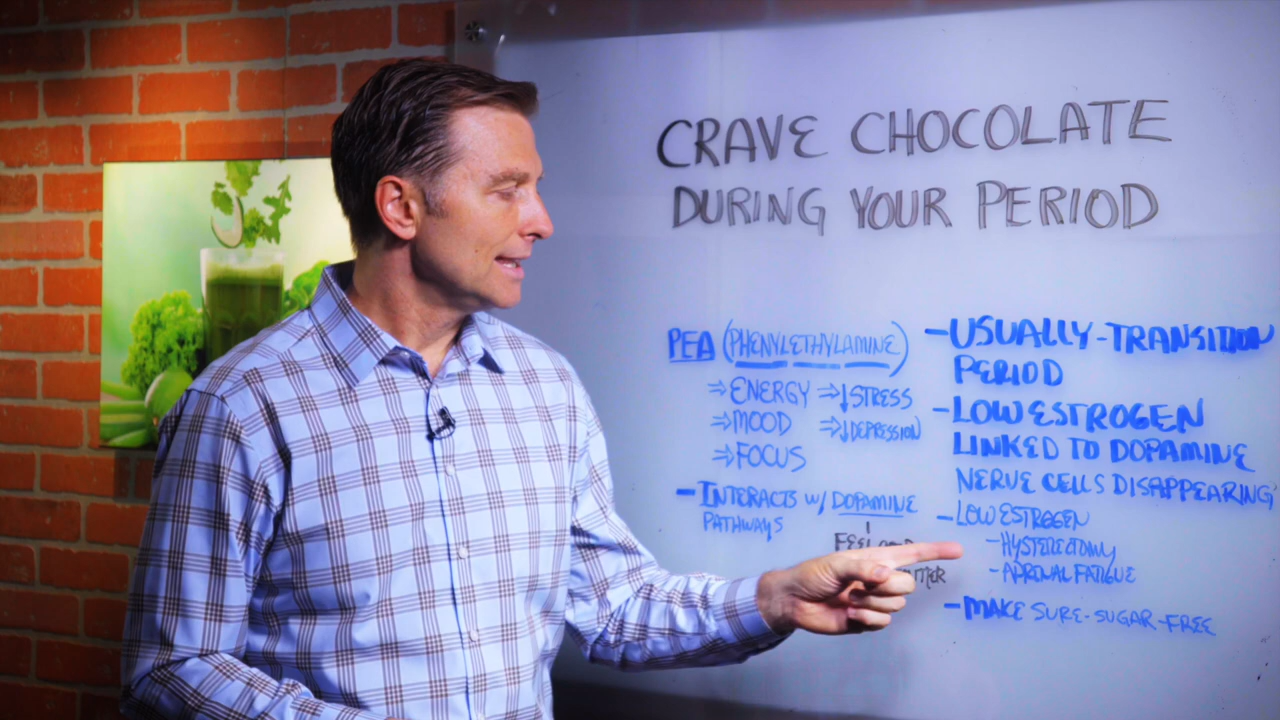 CRAVE CHOCOLATE
DURING YOUR PERIOD
PEA (PHENYLETHYLAMINE)
⇒ ENERGY ⇒ ↓ STRESS
⇒ MOOD ⇒ ↓ DEPRESSION
⇒ FOCUS
- INTERACTS W/ DOPAMINE
PATHWAYS
- USUALLY - TRANSITION
PERIOD
- LOW ESTROGEN
LINKED TO DOPAMINE
NERVE CELLS DISAPPEARING
- LOW ESTROGEN
- HYSTERECTOMY
- ADRINAL FATIGUE
- MAKE SURE - SUGAR-FREE